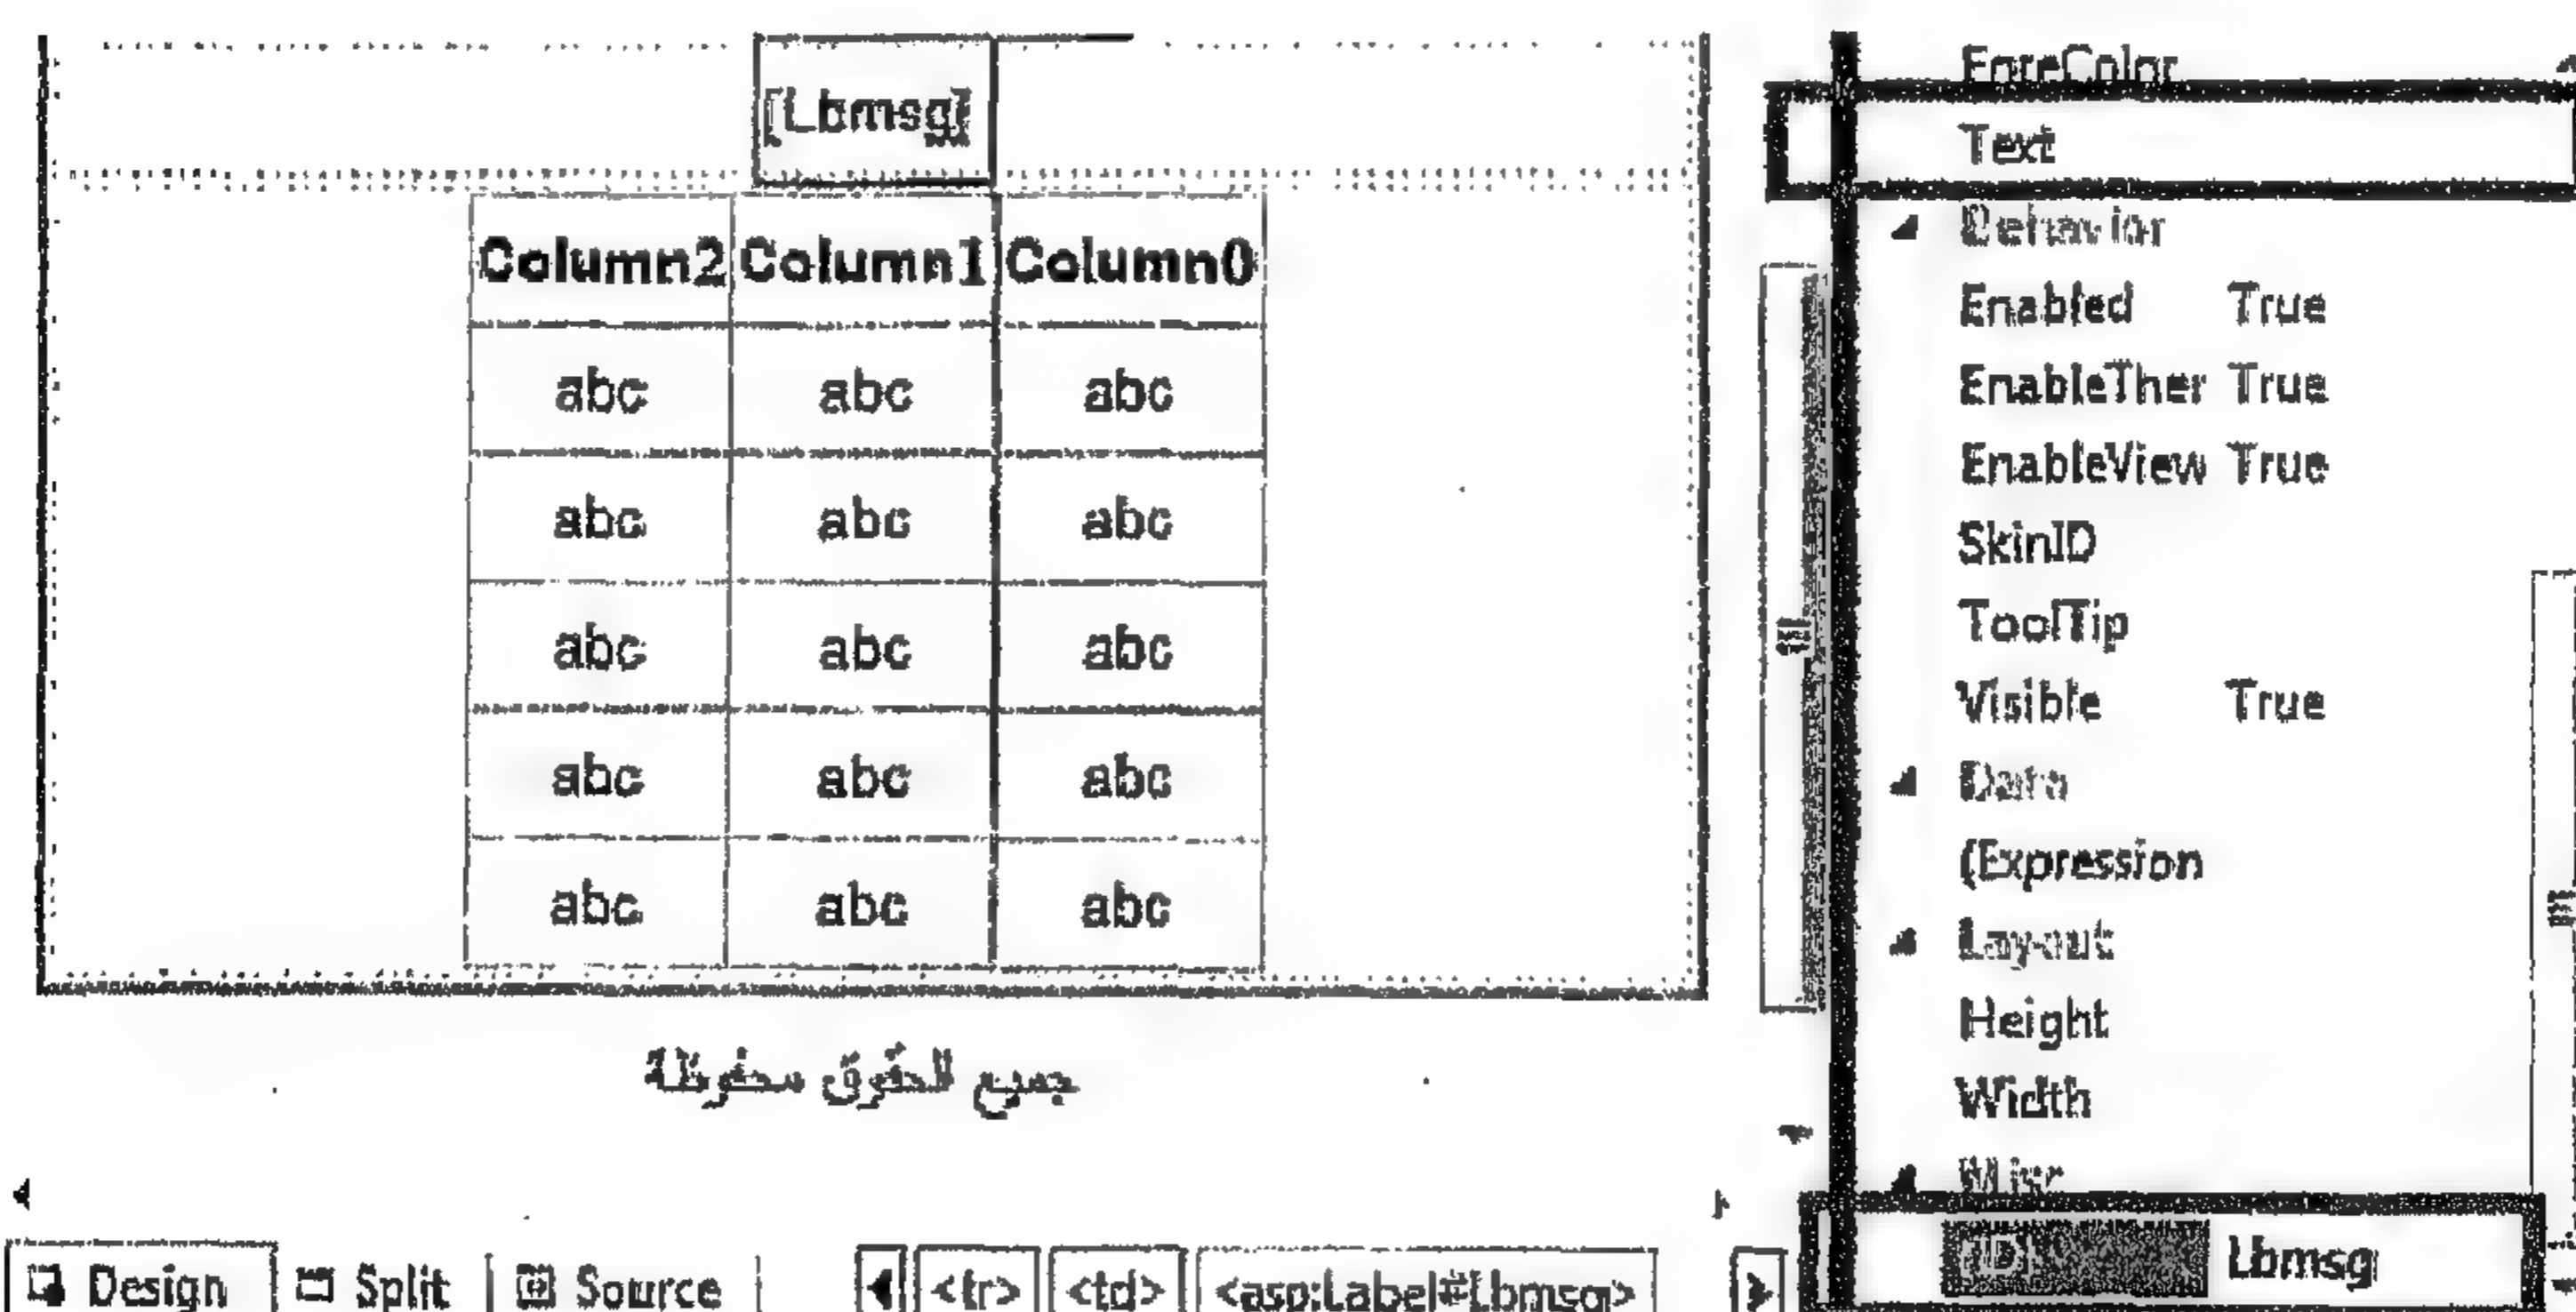 [Lbmsg]
Column2 Column1 Column0
abc abc abc
abc abc abc
abc abc abc
abc abc abc
abc abc abc
جميع الحقوق محفوظة
Design Split Source <tr> <td> <asp:Label#Lbmsg>
ForeColor
Text
Behavior
Enabled True
EnableTher True
EnableView True
SkinID
ToolTip
Visible True
Data
(Expression
Layout
Height
Width
Misc
(ID) Lbmsg